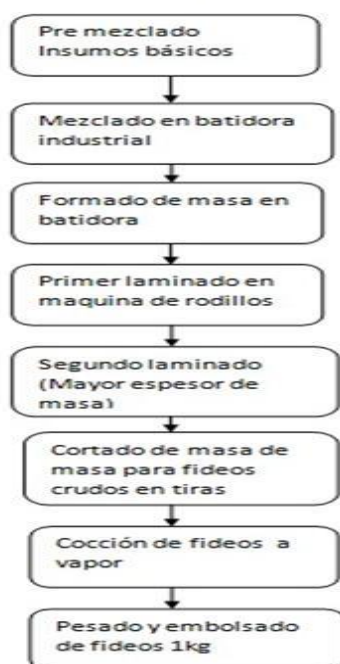 Pre mezclado
Insumos básicos
Mezclado en batidora
industrial
Formado de masa en
batidora
Primer laminado en
maquina de rodillos
Segundo laminado
(Mayor espesor de
masa)
Cortado de masa de
masa para fideos
crudos en tiras
Cocción de fideos a
vapor
Pesado y embolsado
de fideos 1kg